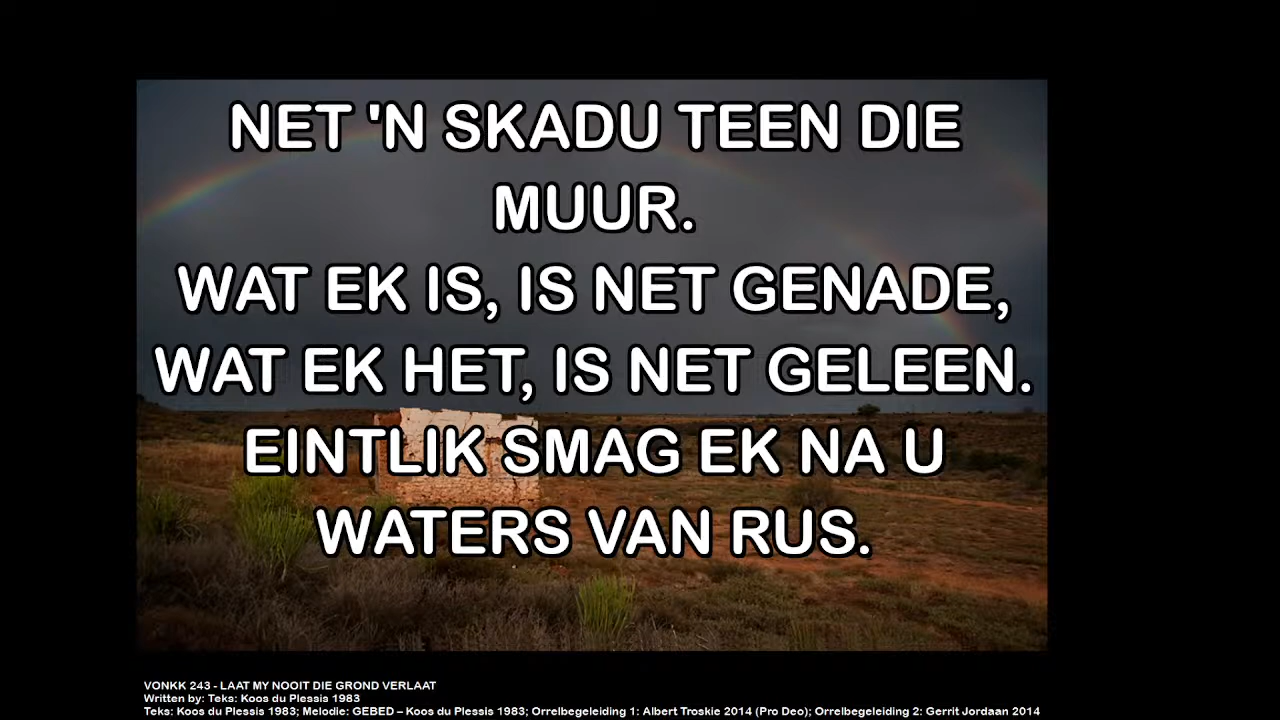 NET 'N SKADU TEEN DIE
MUUR.
WAT EK IS, IS NET GENADE,
WAT EK HET, IS NET GELEEN.
EINTLIK SMAG EK NA U
WATERS VAN RUS.
VONKK 243 - LAAT MY NOOIT DIE GROND VERLAAT
Written by: Teks: Koos du Plessis 1983
Teks: Koos du Plessis 1983; Melodie: GEBED – Koos du Plessis 1983; Orrelbegeleiding 1: Albert Troskie 2014 (Pro Deo); Orrelbegeleiding 2: Gerrit Jordaan 2014